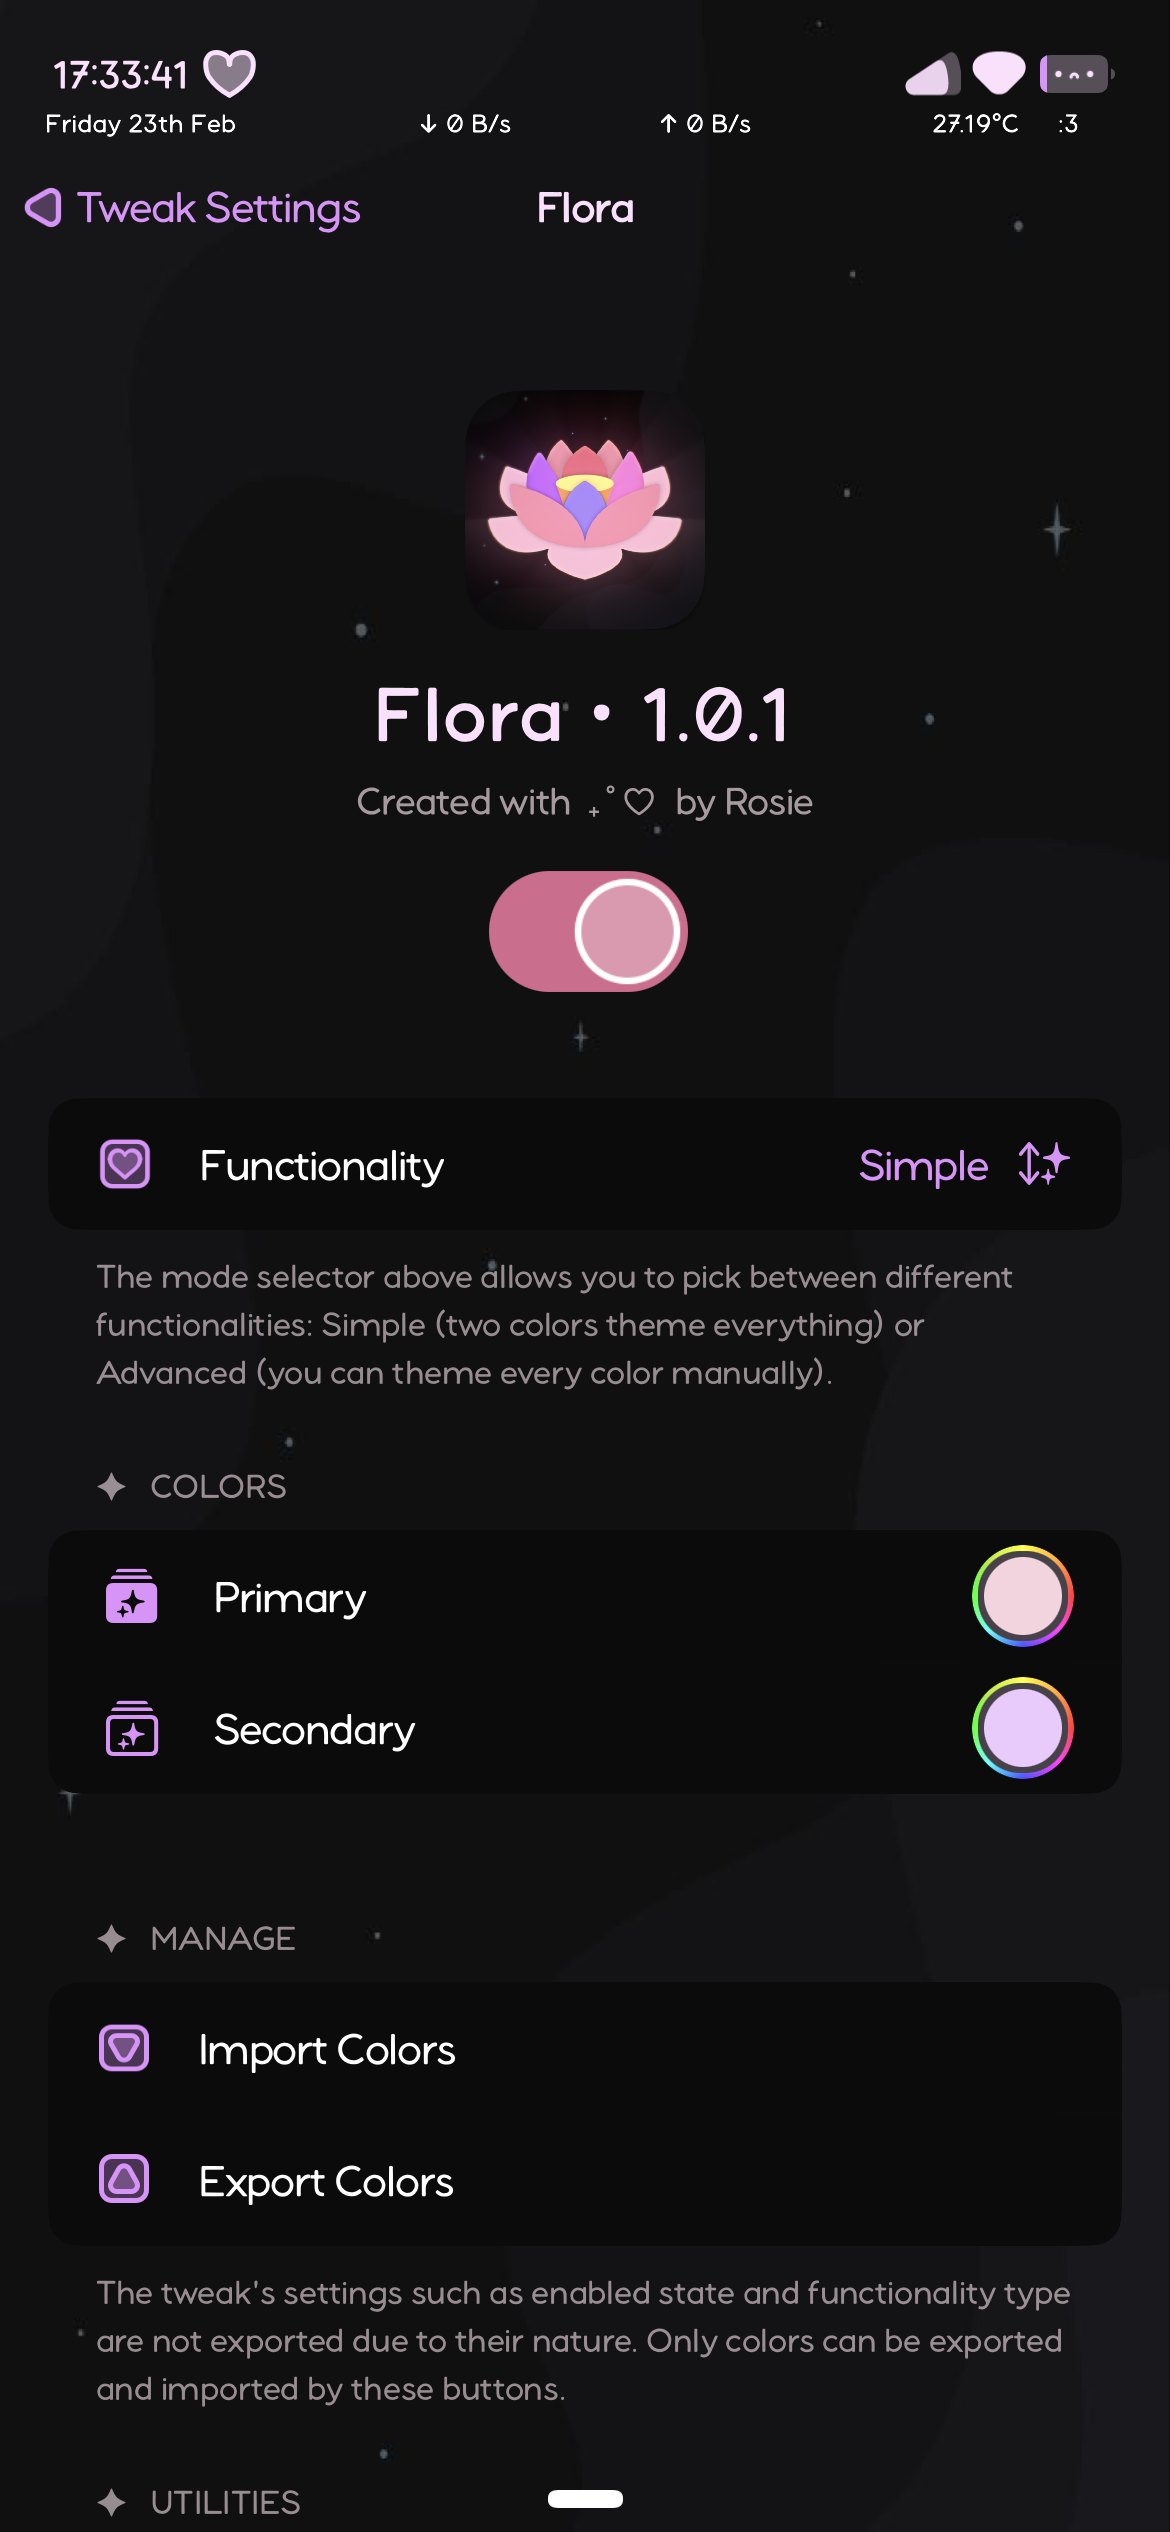 17:33:41
Friday 23th Feb ↓ 0 B/s ↑ 0 B/s 27.19°C :3
Tweak Settings Flora
Flora • 1.0.1
Created with ₊˚♡ by Rosie
Functionality Simple
The mode selector above allows you to pick between different
functionalities: Simple (two colors theme everything) or
Advanced (you can theme every color manually).
COLORS
Primary
Secondary
MANAGE
Import Colors
Export Colors
The tweak's settings such as enabled state and functionality type
are not exported due to their nature. Only colors can be exported
and imported by these buttons.
UTILITIES